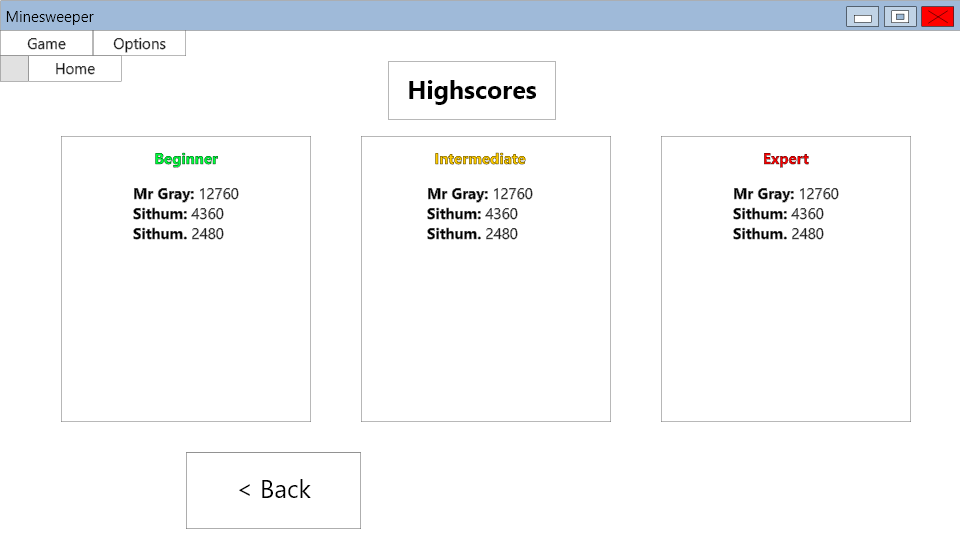 Minesweeper
Game Options
Home
Highscores
Beginner
Mr Gray: 12760
Sithum: 4360
Sithum. 2480
Intermediate
Mr Gray: 12760
Sithum: 4360
Sithum. 2480
Expert
Mr Gray: 12760
Sithum: 4360
Sithum. 2480
< Back